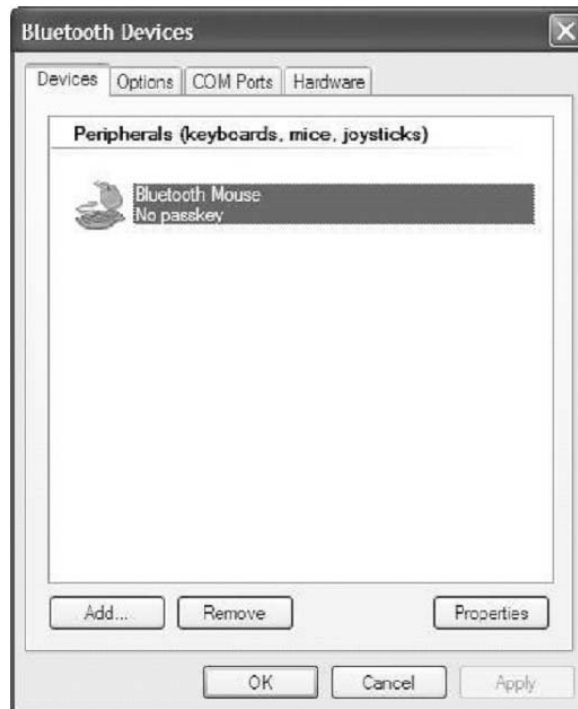 Bluetooth Devices
Devices Options COM Ports Hardware
Peripherals (keyboards, mice, joysticks)
Bluetooth Mouse
No passkey
Add... Remove Properties
OK Cancel Apply